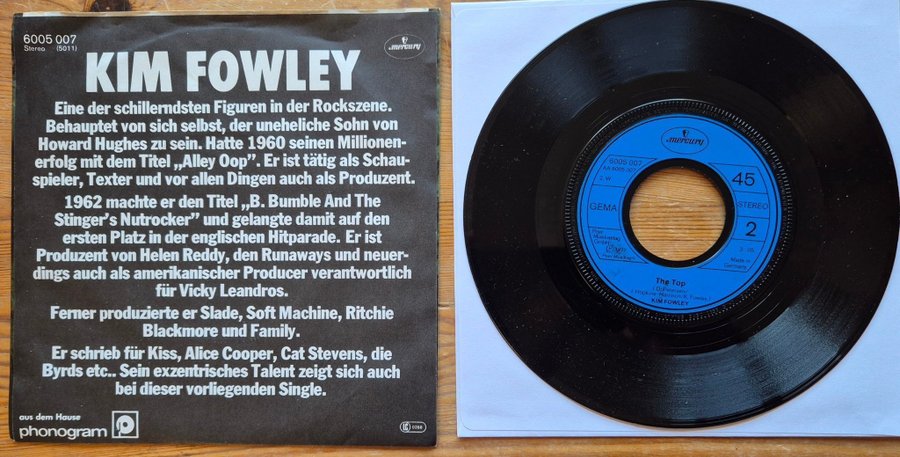 6005 007
Stereo (5011)
mercury
KIM FOWLEY
Eine der schillerndsten Figuren in der Rockszene.
Behauptet von sich selbst, der uneheliche Sohn von
Howard Hughes zu sein. Hatte 1960 seinen Millionen-
erfolg mit dem Titel „Alley Oop”. Er ist tätig als Schau-
spieler, Texter und vor allen Dingen auch als Produzent.
1962 machte er den Titel „B. Bumble And The
Stinger's Nutrocker” und gelangte damit auf den
ersten Platz in der englischen Hitparade. Er ist
Produzent von Helen Reddy, den Runaways und neuer-
dings auch als amerikanischer Producer verantwortlich
für Vicky Leandros.
Ferner produzierte er Slade, Soft Machine, Ritchie
Blackmore und Family.
Er schrieb für Kiss, Alice Cooper, Cat Stevens, die
Byrds etc.. Sein exzentrisches Talent zeigt sich auch
bei dieser vorliegenden Single.
aus dem Hause
phonogram
mercury
6005 007
AA 6005 007
45
GEMA
STEREO
2
Made in
Germany
The Top
KIM FOWLEY